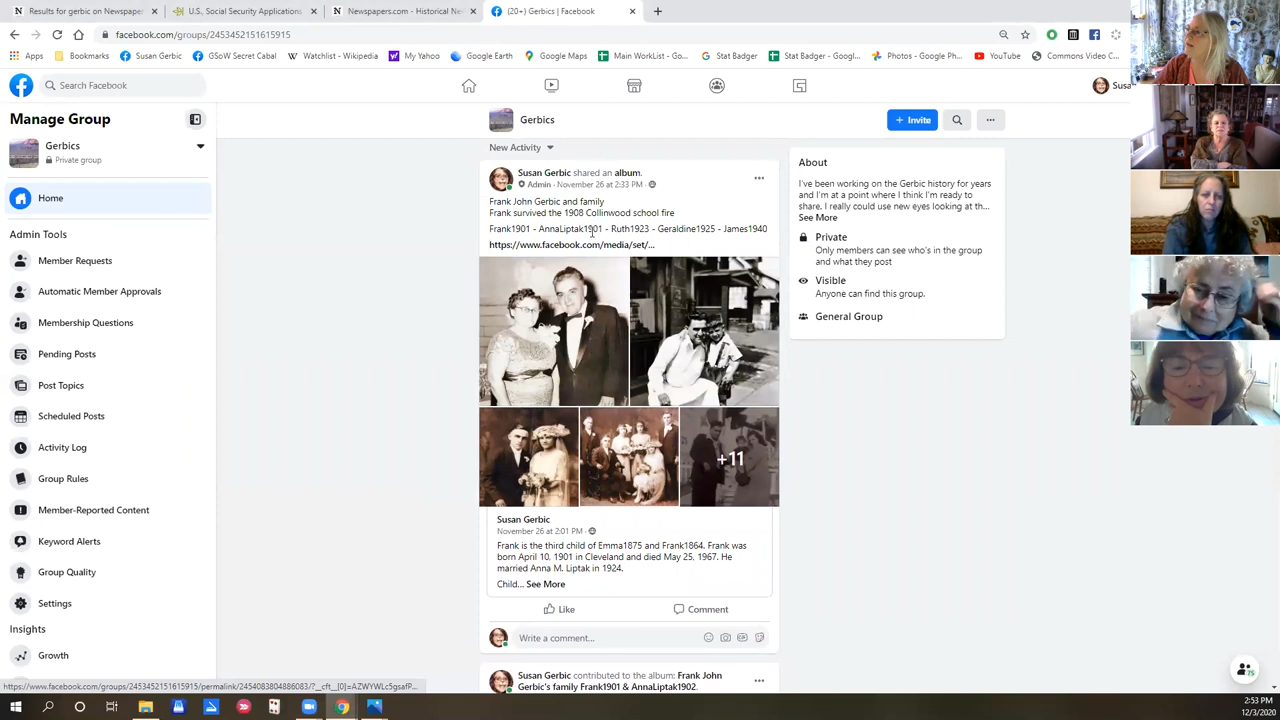 Results for gerbic on Newspaper
U.S., Social Security Applications
Newspapers.com - Historical Ne
(20+) Gerbics | Facebook
facebook.com/groups/2453452151615915
Apps
Bookmarks
Susan Gerbic
GSoW Secret Cabal
Watchlist - Wikipedia
My Yahoo
Google Earth
Google Maps
Main WorkList - Go...
Stat Badger
Stat Badger - Googl...
Photos - Google Ph...
YouTube
Commons Video C...
Search Facebook
Susa
Manage Group
Gerbics
Private group
Home
Admin Tools
Member Requests
Automatic Member Approvals
Membership Questions
Pending Posts
Post Topics
Scheduled Posts
Activity Log
Group Rules
Member-Reported Content
Keyword Alerts
Group Quality
Settings
Insights
Growth
Gerbics
+ Invite
New Activity
Susan Gerbic shared an album.
Admin · November 26 at 2:33 PM ·
Frank John Gerbic and family
Frank survived the 1908 Collinwood school fire
Frank1901 - AnnaLiptak1901 - Ruth1923 - Geraldine1925 - James1940
https://www.facebook.com/media/set/...
+11
Susan Gerbic
November 26 at 2:01 PM ·
Frank is the third child of Emma1875 and Frank1864. Frank was
born April 10, 1901 in Cleveland and died May 25, 1967. He
married Anna M. Liptak in 1924.
Child... See More
Like
Comment
Write a comment...
Susan Gerbic contributed to the album: Frank John
Gerbic's family Frank1901 & AnnaLiptak1902.
About
I've been working on the Gerbic history for years
and I'm at a point where I think I'm ready to
share. I really could use new eyes looking at th...
See More
Private
Only members can see who's in the group
and what they post
Visible
Anyone can find this group.
General Group
2:53 PM
12/3/2020